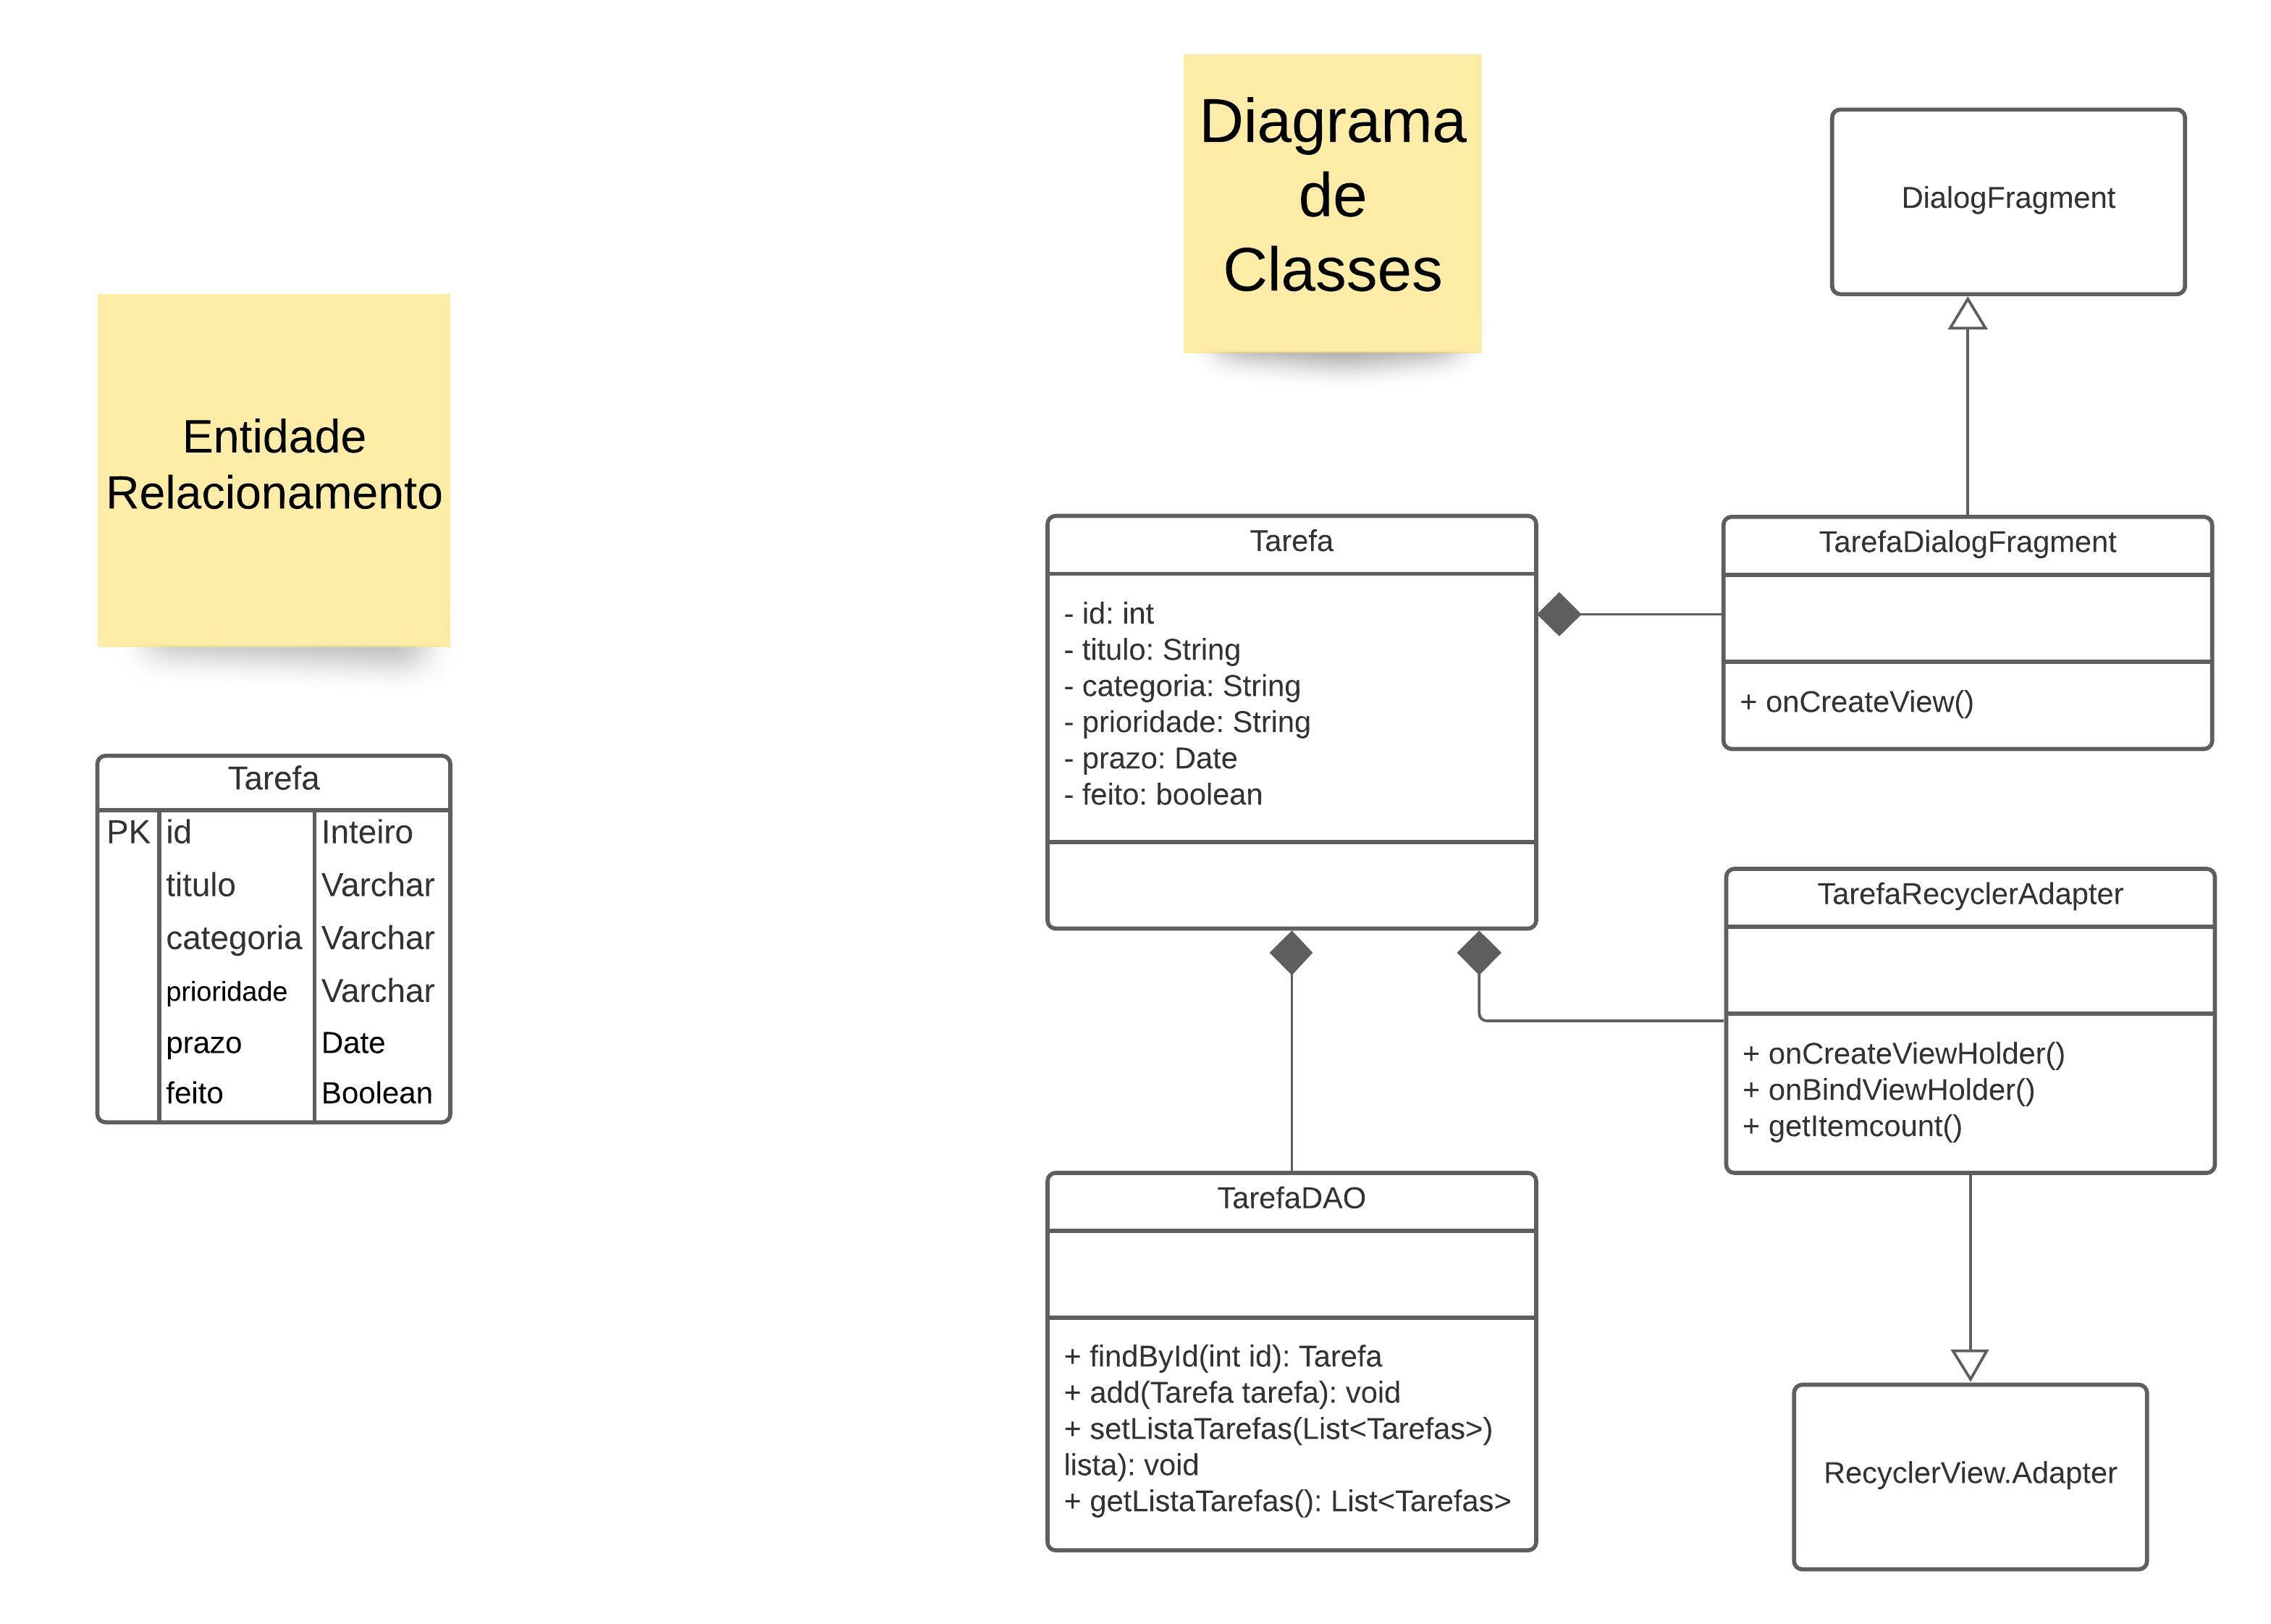 Entidade
Relacionamento
Tarefa
PK id Inteiro
titulo Varchar
categoria Varchar
prioridade Varchar
prazo Date
feito Boolean
Diagrama
de
Classes
DialogFragment
Tarefa
- id: int
- titulo: String
- categoria: String
- prioridade: String
- prazo: Date
- feito: boolean
TarefaDialogFragment
+ onCreateView()
TarefaRecyclerAdapter
+ onCreateViewHolder()
+ onBindViewHolder()
+ getItemcount()
TarefaDAO
+ findById(int id): Tarefa
+ add(Tarefa tarefa): void
+ setListaTarefas(List<Tarefas>)
lista): void
+ getListaTarefas(): List<Tarefas>
RecyclerView.Adapter